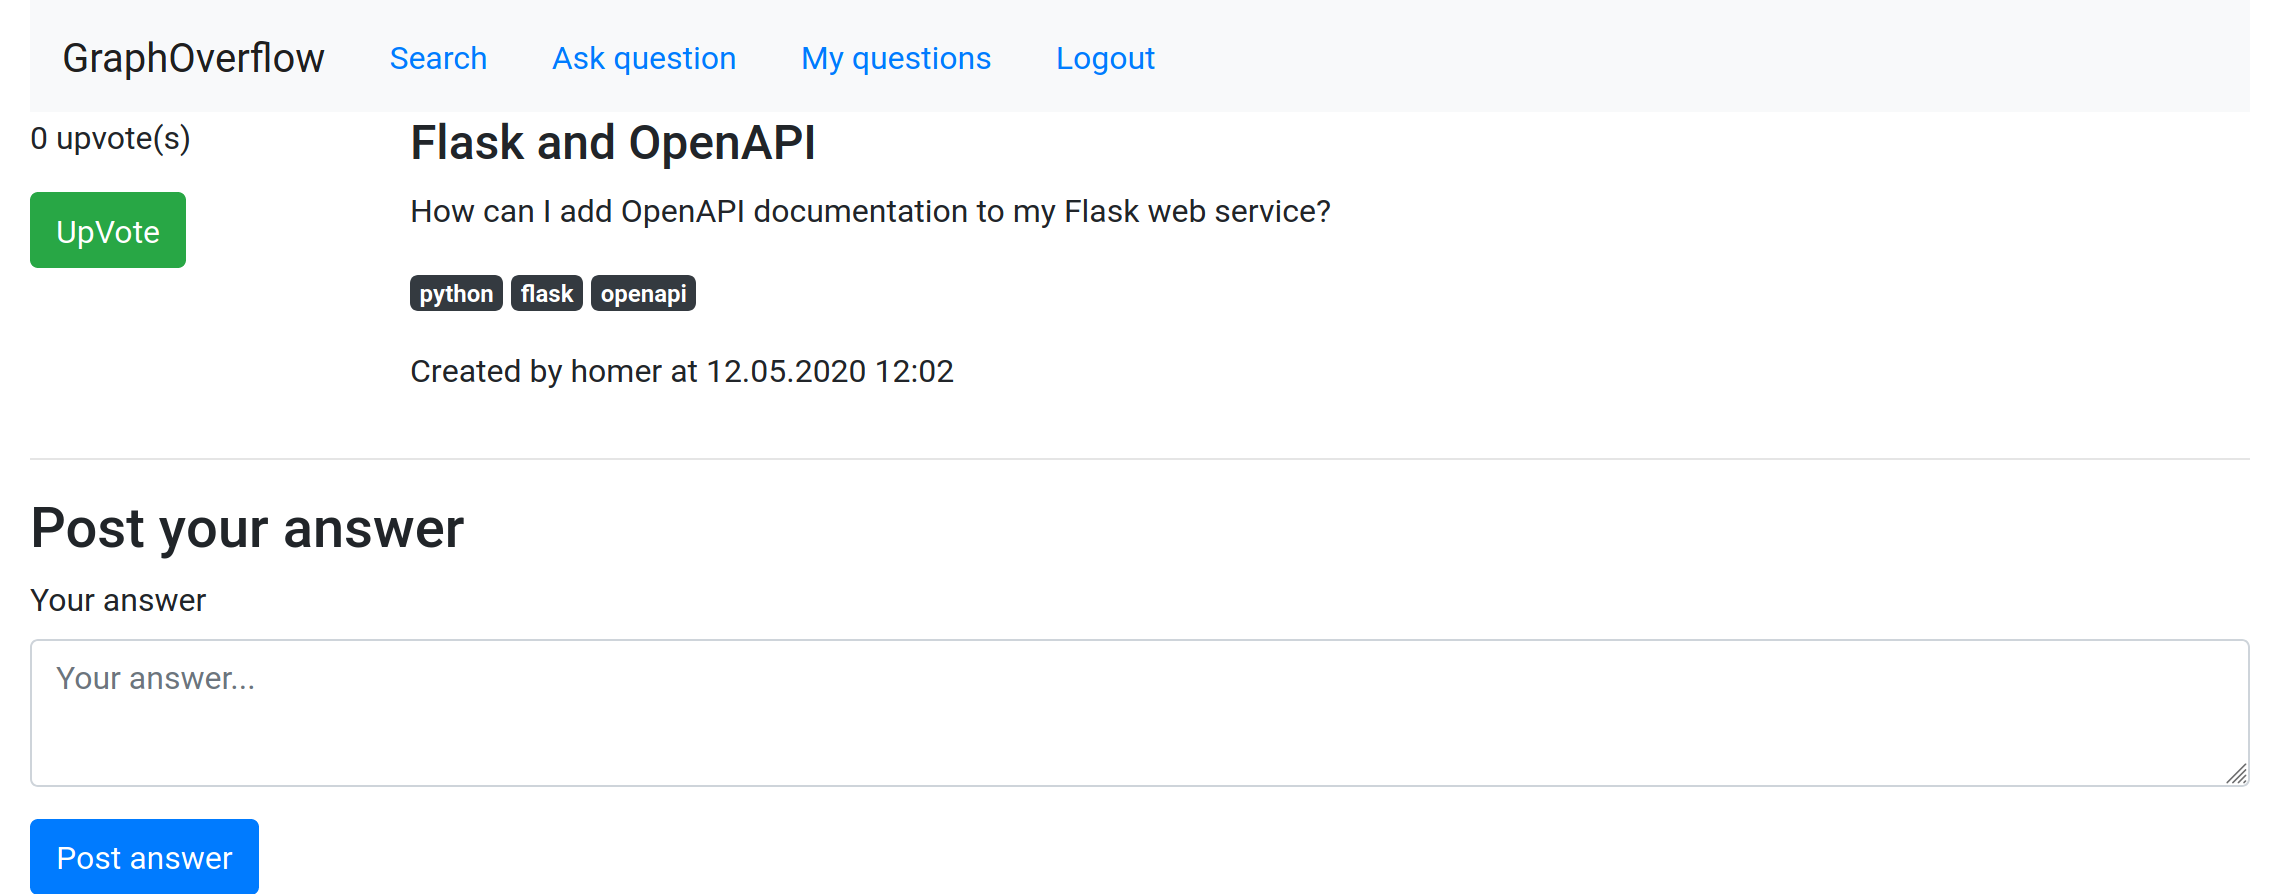 GraphOverflow Search Ask question My questions Logout
0 upvote(s)
UpVote
Flask and OpenAPI
How can I add OpenAPI documentation to my Flask web service?
python flask openapi
Created by homer at 12.05.2020 12:02
Post your answer
Your answer
Your answer...
Post answer